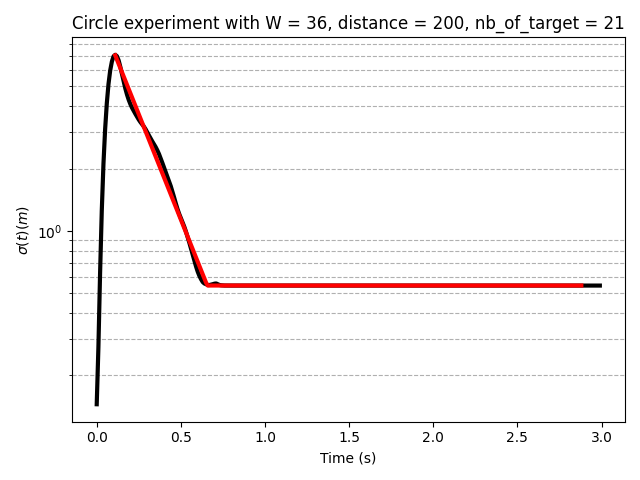 Circle experiment with W = 36, distance = 200, nb_of_target = 21
σ(t)(m)
10⁰
0.0 0.5 1.0 1.5 2.0 2.5 3.0
Time (s)